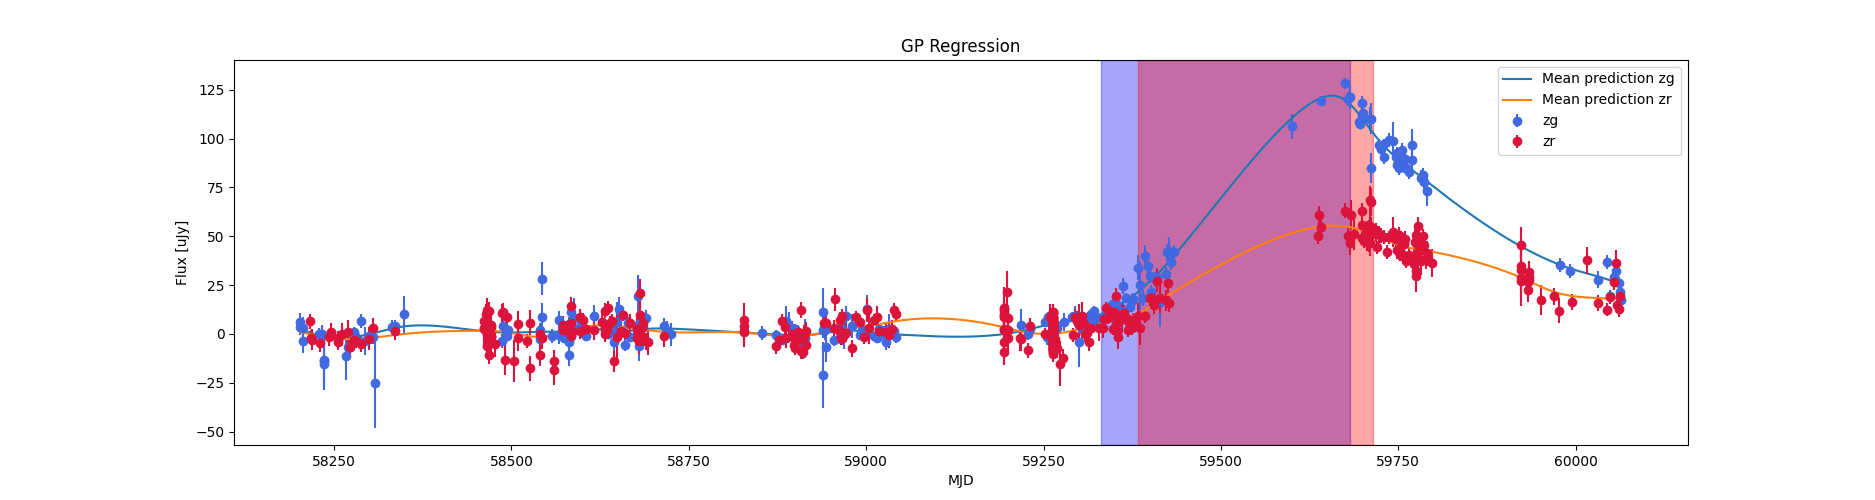 GP Regression
Flux [uJy]
125
100
75
50
25
0
−25
−50
58250 58500 58750 59000 59250 59500 59750 60000
MJD
Mean prediction zg
Mean prediction zr
zg
zr